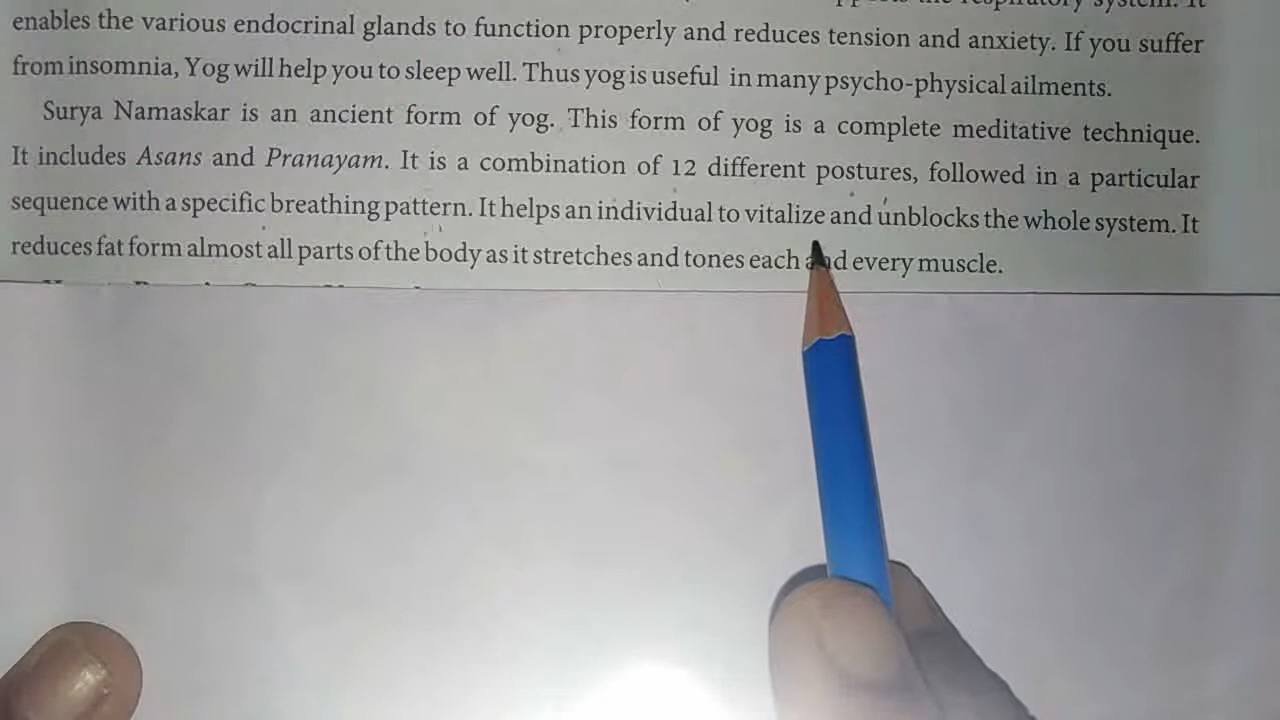 the respiratory system. It
enables the various endocrinal glands to function properly and reduces tension and anxiety. If you suffer
from insomnia, Yog will help you to sleep well. Thus yog is useful in many psycho-physical ailments.
Surya Namaskar is an ancient form of yog. This form of yog is a complete meditative technique.
It includes Asans and Pranayam. It is a combination of 12 different postures, followed in a particular
sequence with a specific breathing pattern. It helps an individual to vitalize and unblocks the whole system. It
reduces fat form almost all parts of the body as it stretches and tones each and every muscle.